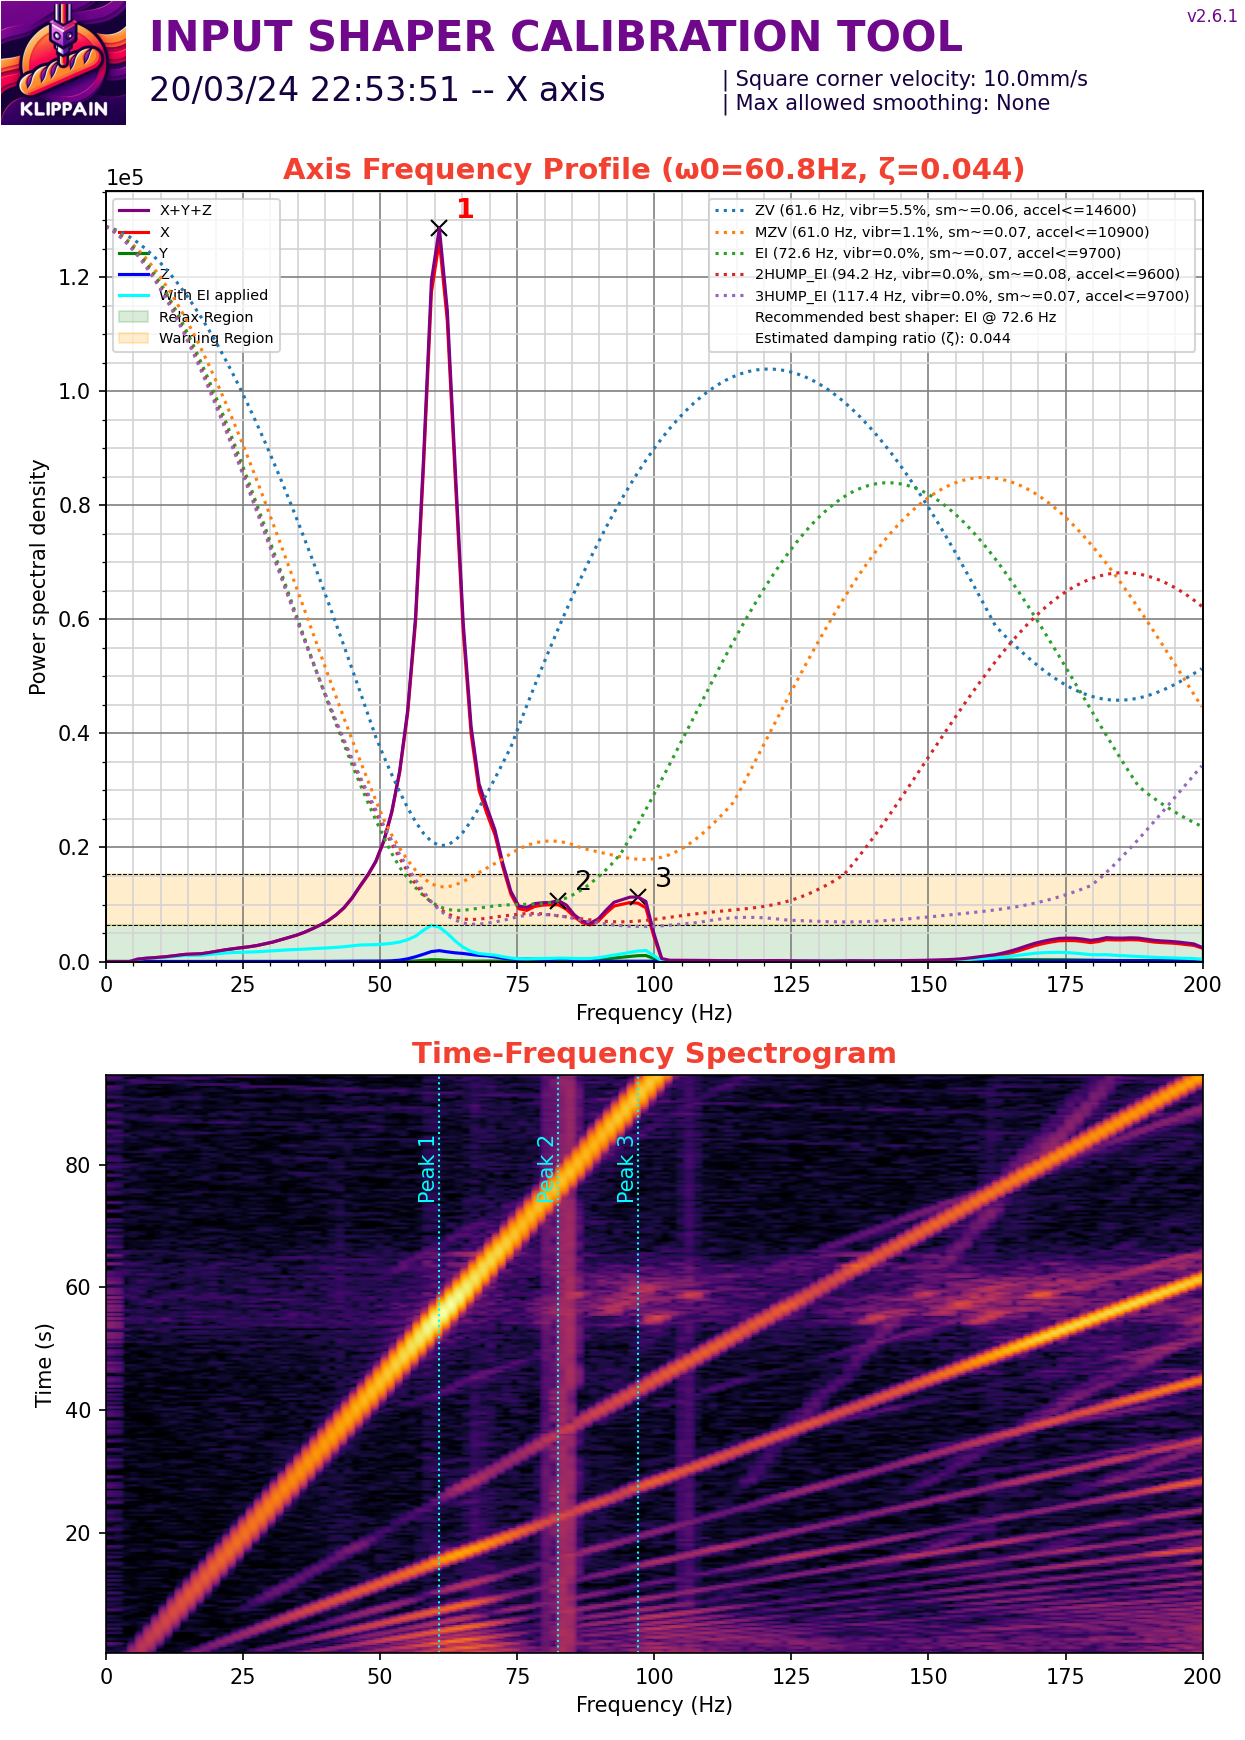 v2.6.1
INPUT SHAPER CALIBRATION TOOL
KLIPPAIN
20/03/24 22:53:51 -- X axis
| Square corner velocity: 10.0mm/s
| Max allowed smoothing: None
Axis Frequency Profile (ω0=60.8Hz, ζ=0.044)
1e5
X+Y+Z
X
Y
Z
With EI applied
Relax Region
Warning Region
1
2
3
ZV (61.6 Hz, vibr=5.5%, sm~=0.06, accel<=14600)
MZV (61.0 Hz, vibr=1.1%, sm~=0.07, accel<=10900)
EI (72.6 Hz, vibr=0.0%, sm~=0.07, accel<=9700)
2HUMP_EI (94.2 Hz, vibr=0.0%, sm~=0.08, accel<=9600)
3HUMP_EI (117.4 Hz, vibr=0.0%, sm~=0.07, accel<=9700)
Recommended best shaper: EI @ 72.6 Hz
Estimated damping ratio (ζ): 0.044
Power spectral density
1.2
1.0
0.8
0.6
0.4
0.2
0.0
0 25 50 75 100 125 150 175 200
Frequency (Hz)
Time-Frequency Spectrogram
Peak 1
Peak 2
Peak 3
Time (s)
80
60
40
20
0 25 50 75 100 125 150 175 200
Frequency (Hz)